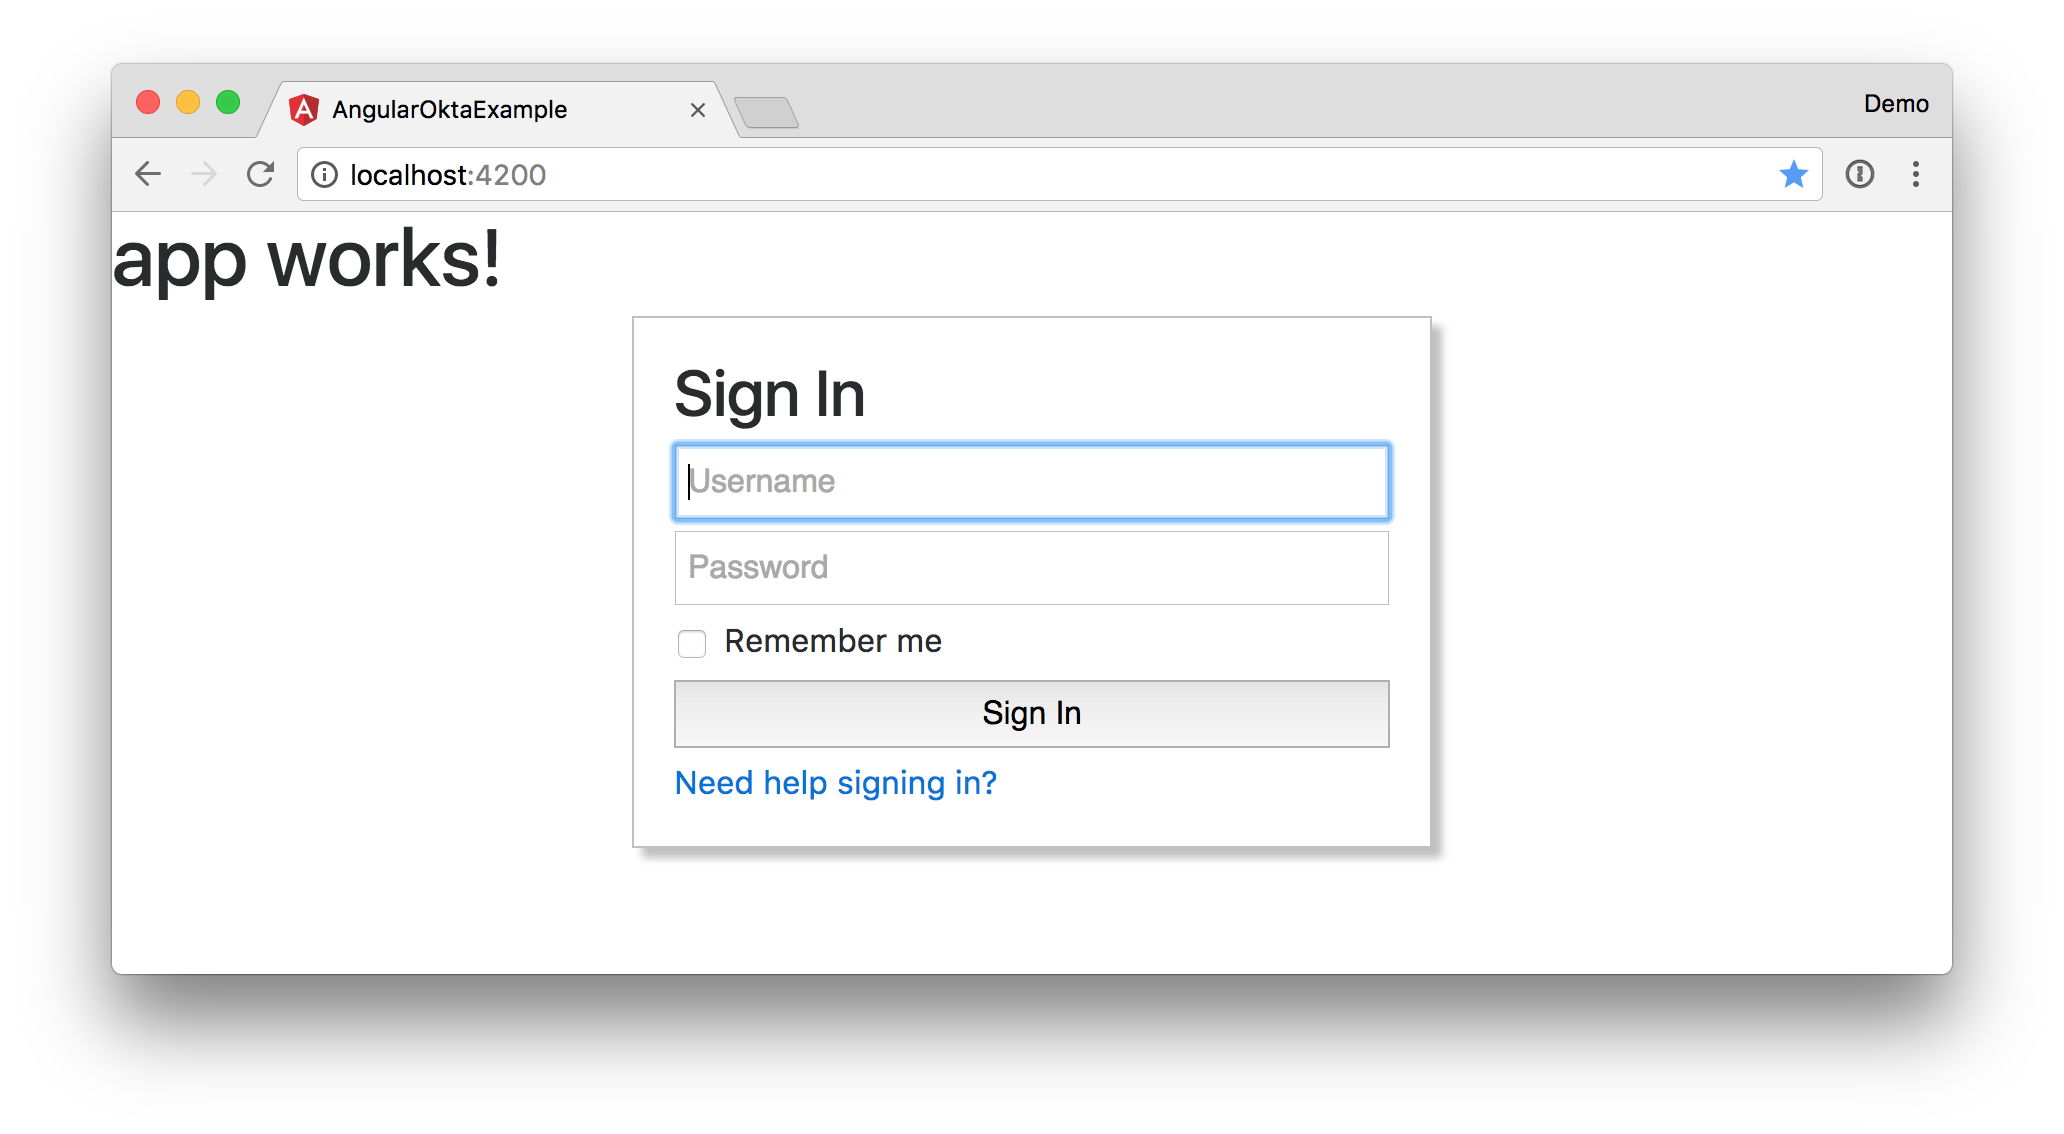 AngularOktaExample
Demo
localhost:4200
app works!
Sign In
Username
Password
Remember me
Sign In
Need help signing in?